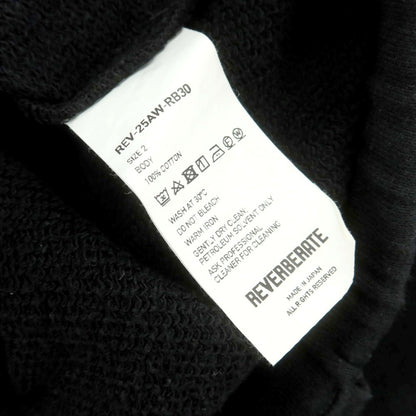 REV-25AW-RB30
SIZE 2
BODY
100% COTTON
WASH AT 30°C
DO NOT BLEACH
WARM IRON
GENTLY DRY CLEAN,
PETROLEUM SOLVENT ONLY
ASK PROFESSIONAL
CLEANER FOR CLEANING
REVERBERATE
MADE IN JAPAN
ALL RIGHTS RESERVED